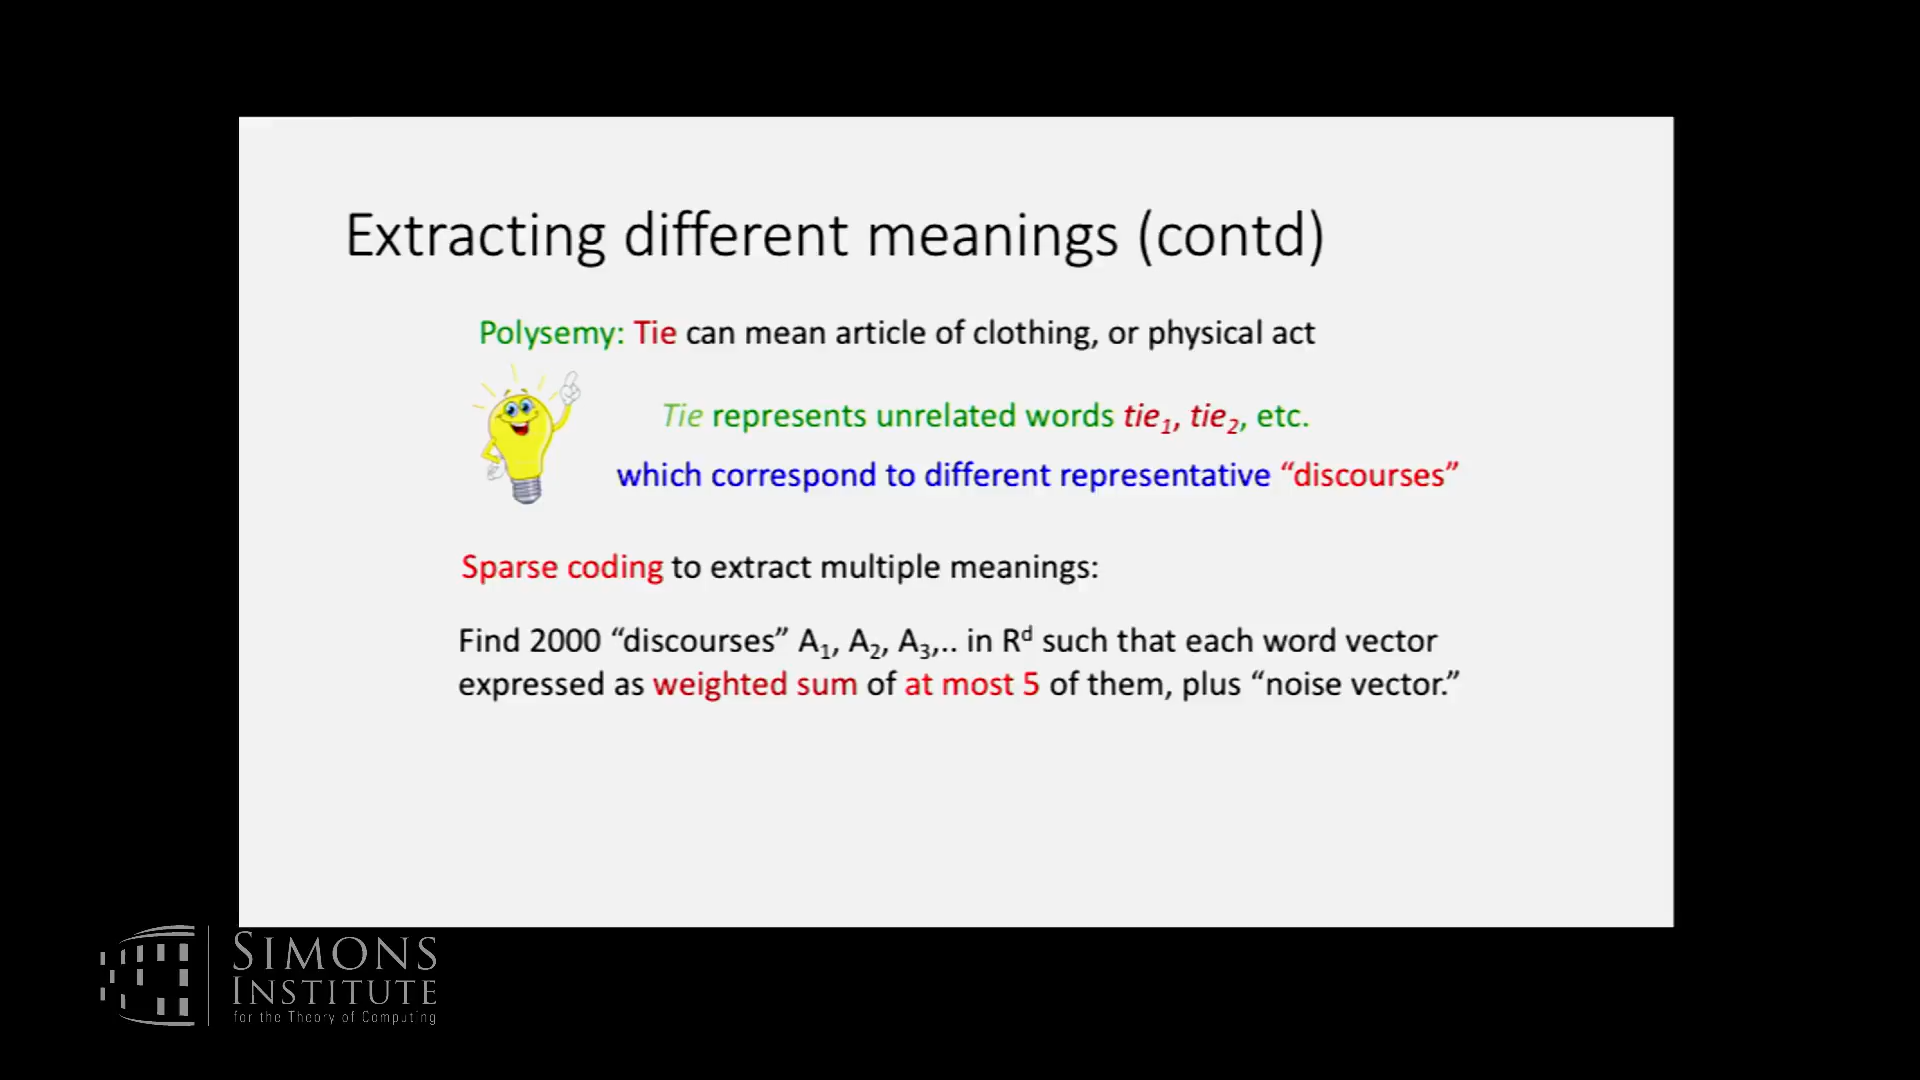 Extracting different meanings (contd)
Polysemy: Tie can mean article of clothing, or physical act
Tie represents unrelated words tie₁, tie₂, etc.
which correspond to different representative “discourses”
Sparse coding to extract multiple meanings:
Find 2000 “discourses” A₁, A₂, A₃,.. in Rᵈ such that each word vector
expressed as weighted sum of at most 5 of them, plus “noise vector.”
SIMONS
INSTITUTE
for the Theory of Computing